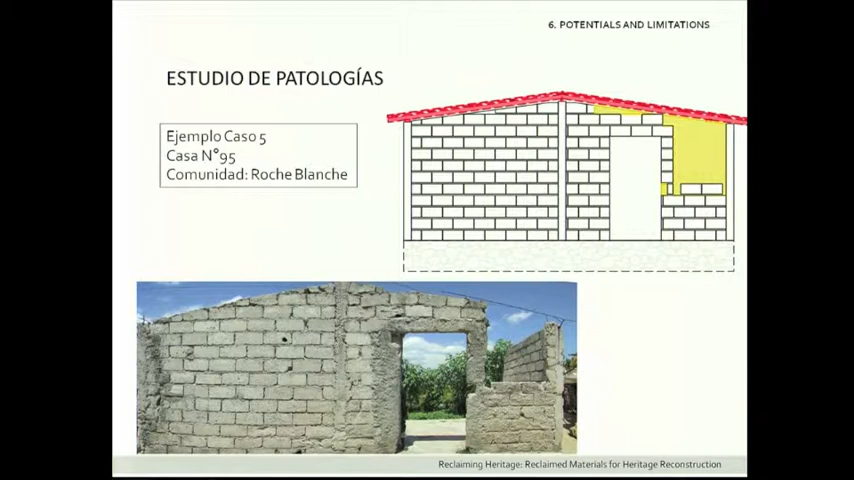 6. POTENTIALS AND LIMITATIONS
ESTUDIO DE PATOLOGÍAS
Ejemplo Caso 5
Casa N°95
Comunidad: Roche Blanche
Reclaiming Heritage: Reclaimed Materials for Heritage Reconstruction